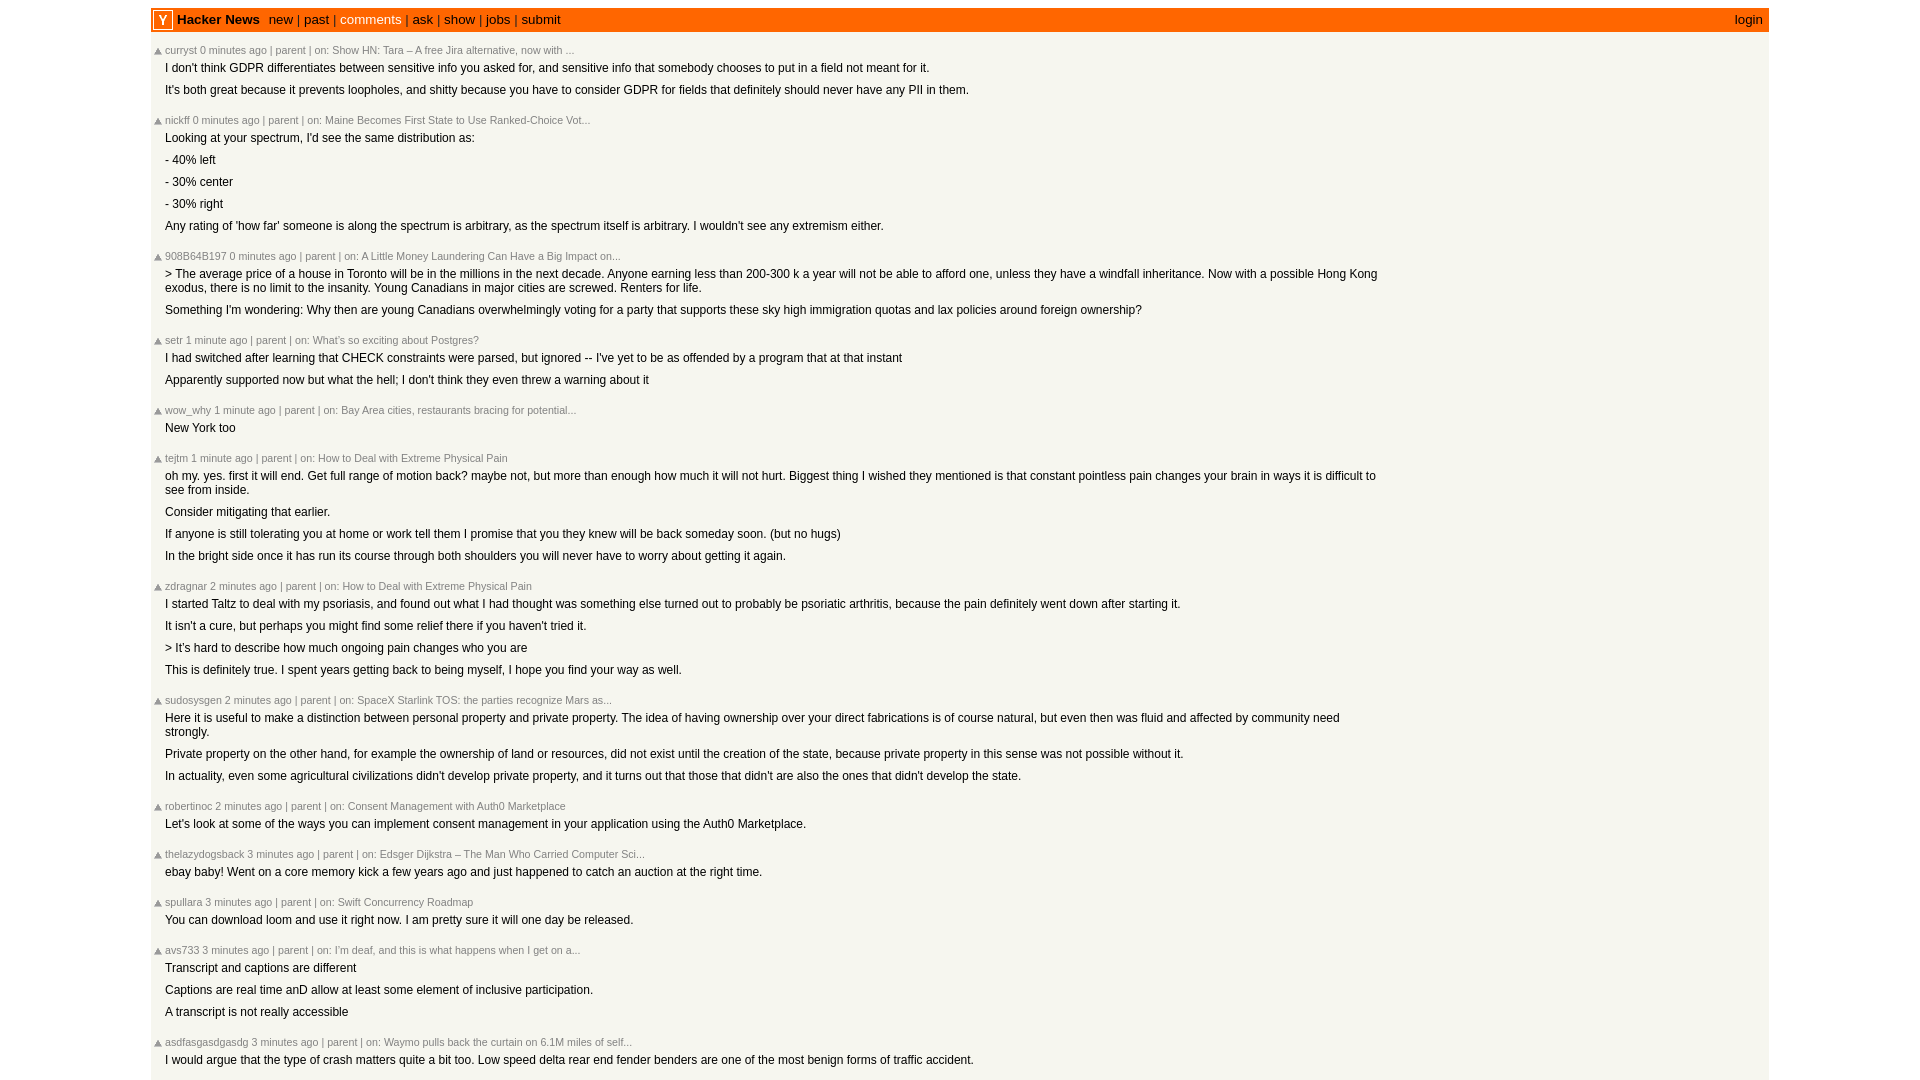 Y Hacker News new | past | comments | ask | show | jobs | submit login
curryst 0 minutes ago | parent | on: Show HN: Tara – A free Jira alternative, now with ...
I don't think GDPR differentiates between sensitive info you asked for, and sensitive info that somebody chooses to put in a field not meant for it.
It's both great because it prevents loopholes, and shitty because you have to consider GDPR for fields that definitely should never have any PII in them.
nickff 0 minutes ago | parent | on: Maine Becomes First State to Use Ranked-Choice Vot...
Looking at your spectrum, I'd see the same distribution as:
- 40% left
- 30% center
- 30% right
Any rating of 'how far' someone is along the spectrum is arbitrary, as the spectrum itself is arbitrary. I wouldn't see any extremism either.
908B64B197 0 minutes ago | parent | on: A Little Money Laundering Can Have a Big Impact on...
> The average price of a house in Toronto will be in the millions in the next decade. Anyone earning less than 200-300 k a year will not be able to afford one, unless they have a windfall inheritance. Now with a possible Hong Kong
exodus, there is no limit to the insanity. Young Canadians in major cities are screwed. Renters for life.
Something I'm wondering: Why then are young Canadians overwhelmingly voting for a party that supports these sky high immigration quotas and lax policies around foreign ownership?
setr 1 minute ago | parent | on: What's so exciting about Postgres?
I had switched after learning that CHECK constraints were parsed, but ignored -- I've yet to be as offended by a program that at that instant
Apparently supported now but what the hell; I don't think they even threw a warning about it
wow_why 1 minute ago | parent | on: Bay Area cities, restaurants bracing for potential...
New York too
tejtm 1 minute ago | parent | on: How to Deal with Extreme Physical Pain
oh my. yes. first it will end. Get full range of motion back? maybe not, but more than enough how much it will not hurt. Biggest thing I wished they mentioned is that constant pointless pain changes your brain in ways it is difficult to
see from inside.
Consider mitigating that earlier.
If anyone is still tolerating you at home or work tell them I promise that you they knew will be back someday soon. (but no hugs)
In the bright side once it has run its course through both shoulders you will never have to worry about getting it again.
zdragnar 2 minutes ago | parent | on: How to Deal with Extreme Physical Pain
I started Taltz to deal with my psoriasis, and found out what I had thought was something else turned out to probably be psoriatic arthritis, because the pain definitely went down after starting it.
It isn't a cure, but perhaps you might find some relief there if you haven't tried it.
> It's hard to describe how much ongoing pain changes who you are
This is definitely true. I spent years getting back to being myself, I hope you find your way as well.
sudosysgen 2 minutes ago | parent | on: SpaceX Starlink TOS: the parties recognize Mars as...
Here it is useful to make a distinction between personal property and private property. The idea of having ownership over your direct fabrications is of course natural, but even then was fluid and affected by community need
strongly.
Private property on the other hand, for example the ownership of land or resources, did not exist until the creation of the state, because private property in this sense was not possible without it.
In actuality, even some agricultural civilizations didn't develop private property, and it turns out that those that didn't are also the ones that didn't develop the state.
robertinoc 2 minutes ago | parent | on: Consent Management with Auth0 Marketplace
Let's look at some of the ways you can implement consent management in your application using the Auth0 Marketplace.
thelazydogsback 3 minutes ago | parent | on: Edsger Dijkstra – The Man Who Carried Computer Sci...
ebay baby! Went on a core memory kick a few years ago and just happened to catch an auction at the right time.
spullara 3 minutes ago | parent | on: Swift Concurrency Roadmap
You can download loom and use it right now. I am pretty sure it will one day be released.
avs733 3 minutes ago | parent | on: I'm deaf, and this is what happens when I get on a...
Transcript and captions are different
Captions are real time anD allow at least some element of inclusive participation.
A transcript is not really accessible
asdfasgasdgasdg 3 minutes ago | parent | on: Waymo pulls back the curtain on 6.1M miles of self...
I would argue that the type of crash matters quite a bit too. Low speed delta rear end fender benders are one of the most benign forms of traffic accident.